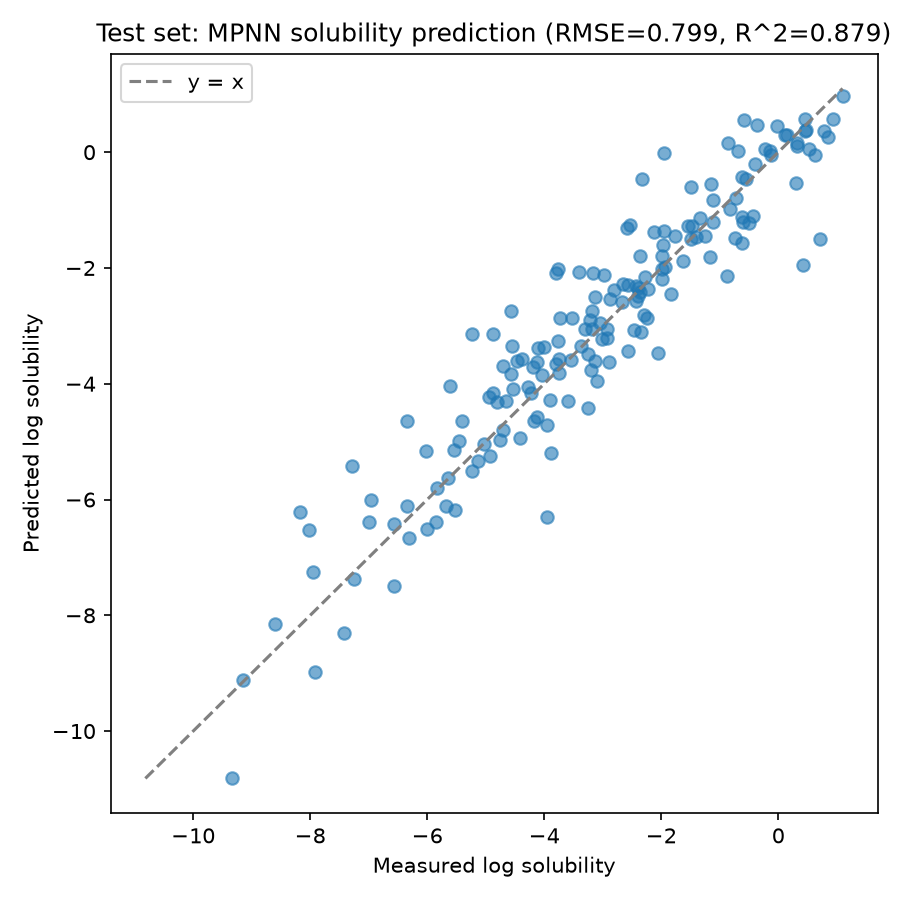 Test set: MPNN solubility prediction (RMSE=0.799, R^2=0.879)
y = x
0
−2
−4
−6
−8
−10
Predicted log solubility
−10 −8 −6 −4 −2 0
Measured log solubility